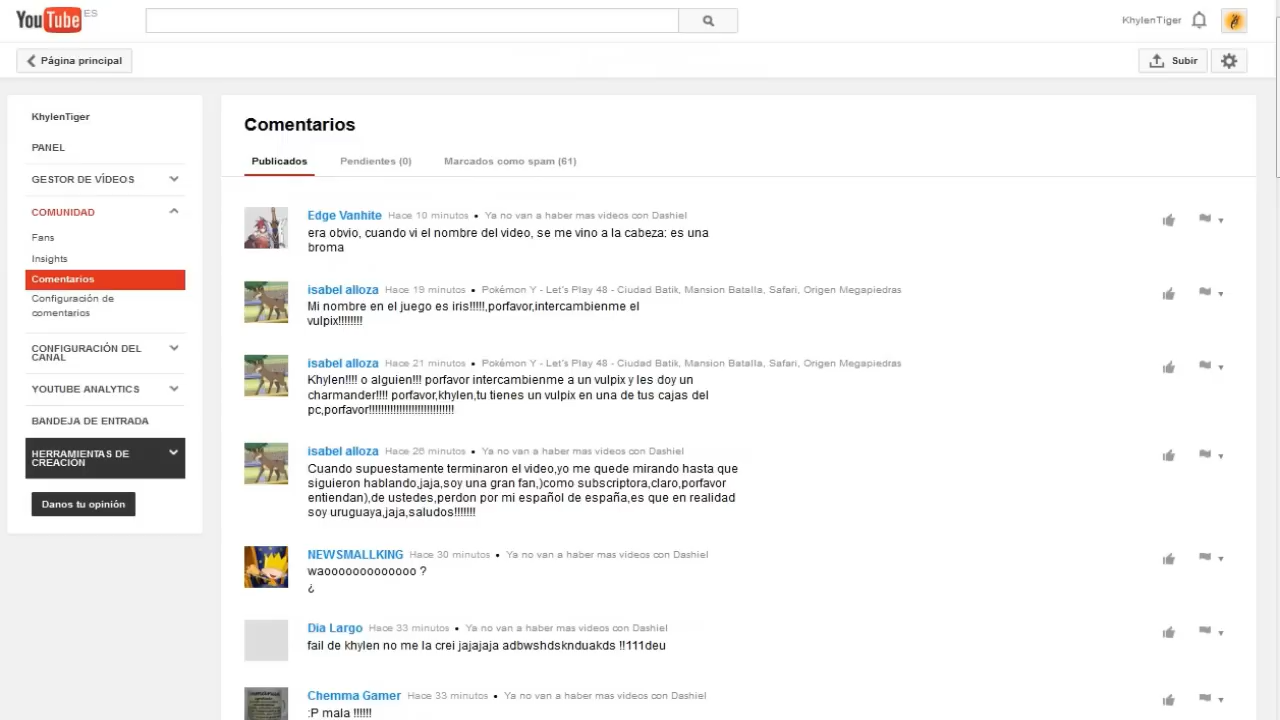 YouTube ES
KhylenTiger
Página principal
Subir
KhylenTiger
PANEL
GESTOR DE VÍDEOS
COMUNIDAD
Fans
Insights
Comentarios
Configuración de
comentarios
CONFIGURACIÓN DEL
CANAL
YOUTUBE ANALYTICS
BANDEJA DE ENTRADA
HERRAMIENTAS DE
CREACIÓN
Danos tu opinión
Comentarios
Publicados Pendientes (0) Marcados como spam (61)
Edge Vanhite Hace 10 minutos • Ya no van a haber mas videos con Dashiel
era obvio, cuando vi el nombre del video, se me vino a la cabeza: es una
broma
isabel alloza Hace 19 minutos • Pokémon Y - Let's Play 48 - Ciudad Batik, Mansion Batalla, Safari, Origen Megapiedras
Mi nombre en el juego es iris!!!!!,porfavor,intercambienme el
vulpix!!!!!!!!
isabel alloza Hace 21 minutos • Pokémon Y - Let's Play 48 - Ciudad Batik, Mansion Batalla, Safari, Origen Megapiedras
Khylen!!!! o alguien!!! porfavor intercambienme a un vulpix y les doy un
charmander!!!! porfavor,khylen,tu tienes un vulpix en una de tus cajas del
pc,porfavor!!!!!!!!!!!!!!!!!!!!!!!!!!!!
isabel alloza Hace 26 minutos • Ya no van a haber mas videos con Dashiel
Cuando supuestamente terminaron el video,yo me quede mirando hasta que
siguieron hablando,jaja,soy una gran fan,)como subscriptora,claro,porfavor
entiendan),de ustedes,perdon por mi español de españa,es que en realidad
soy uruguaya,jaja,saludos!!!!!!!
NEWSMALLKING Hace 30 minutos • Ya no van a haber mas videos con Dashiel
waooooooooooooo ?
¿
Dia Largo Hace 33 minutos • Ya no van a haber mas videos con Dashiel
fail de khylen no me la crei jajajaja adbwshdsknduakds !!111deu
Chemma Gamer Hace 33 minutos • Ya no van a haber mas videos con Dashiel
:P mala !!!!!!